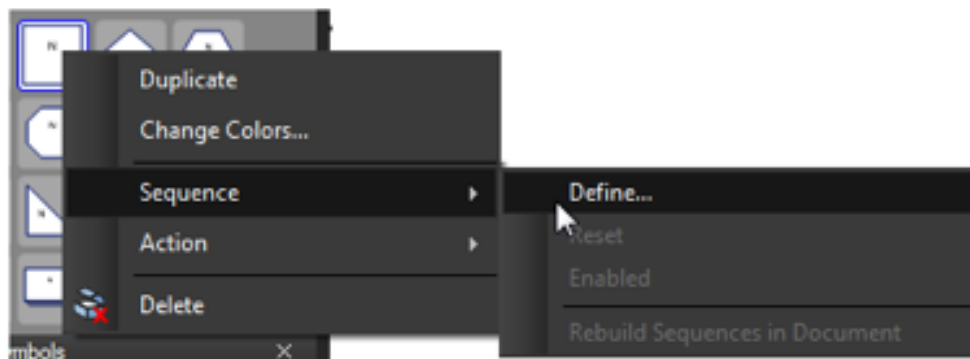 N
Duplicate
Change Colors...
Sequence
Define...
Reset
Action
Enabled
Delete
Rebuild Sequences in Document
mbols